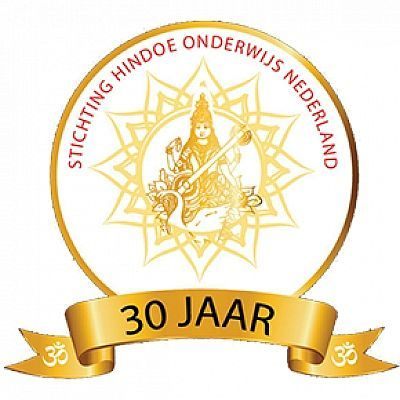 STICHTING HINDOE ONDERWIJS NEDERLAND
ॐ 30 JAAR ॐ